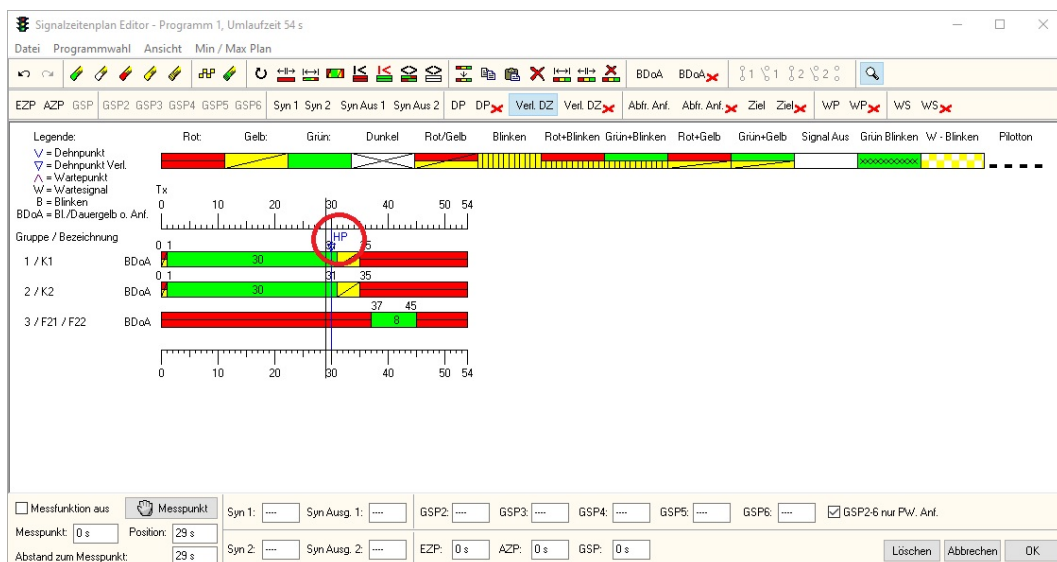 Signalzeitenplan Editor - Programm 1, Umlaufzeit 54 s
Datei Programmwahl Ansicht Min / Max Plan
BDoA BDoA 1 1 2 2
EZP AZP GSP GSP2 GSP3 GSP4 GSP5 GSP6 Syn 1 Syn 2 Syn Aus 1 Syn Aus 2 DP DP Verl. DZ Verl. DZ Abfr. Anf. Abfr. Anf. Ziel Ziel WP WP WS WS
Legende: Rot: Gelb: Grün: Dunkel Rot/Gelb Blinken Rot+Blinken Grün+Blinken Rot+Gelb Grün+Gelb Signal Aus Grün Blinken W - Blinken Pilotton
V = Dehnpunkt
∇ = Dehnpunkt Verl.
Λ = Wartepunkt
W = Wartesignal Tx
B = Blinken 0 10 20 30 40 50 54
BDoA = Bl./Dauergelb o. Anf.
Gruppe / Bezeichnung HP
0 1 35
1 / K1 BDoA 30
0 1 31 35
2 / K2 BDoA 30
37 45
3 / F21 / F22 BDoA 8
0 10 20 30 40 50 54
Messfunktion aus Messpunkt Syn 1: ---- Syn Ausg. 1: ---- GSP2: ---- GSP3: ---- GSP4: ---- GSP5: ---- GSP6: ---- GSP2-6 nur PW. Anf.
Messpunkt: 0 s Position: 29 s
Abstand zum Messpunkt: 29 s Syn 2: ---- Syn Ausg. 2: ---- EZP: 0 s AZP: 0 s GSP: 0 s Löschen Abbrechen OK